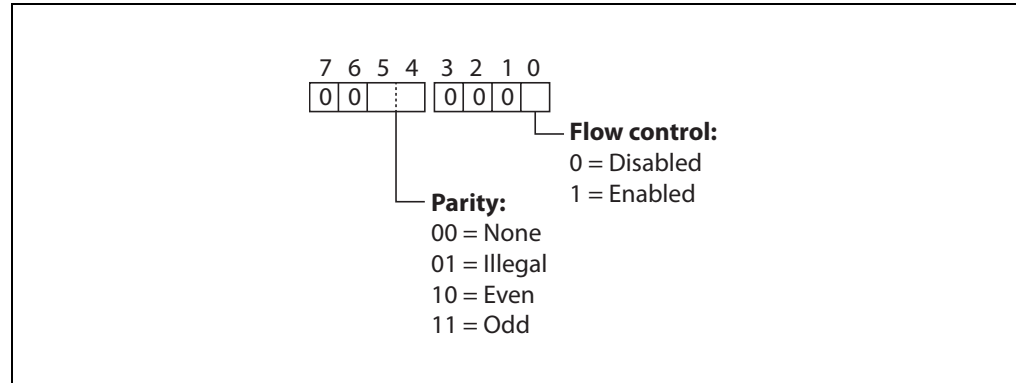 7 6 5 4 3 2 1 0
0 0 0 0 0
Flow control:
0 = Disabled
1 = Enabled
Parity:
00 = None
01 = Illegal
10 = Even
11 = Odd